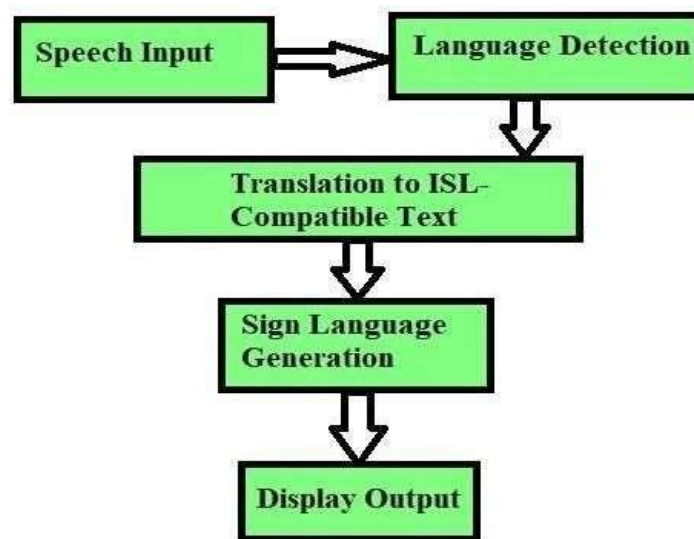 Speech Input
Language Detection
Translation to ISL-
Compatible Text
Sign Language
Generation
Display Output